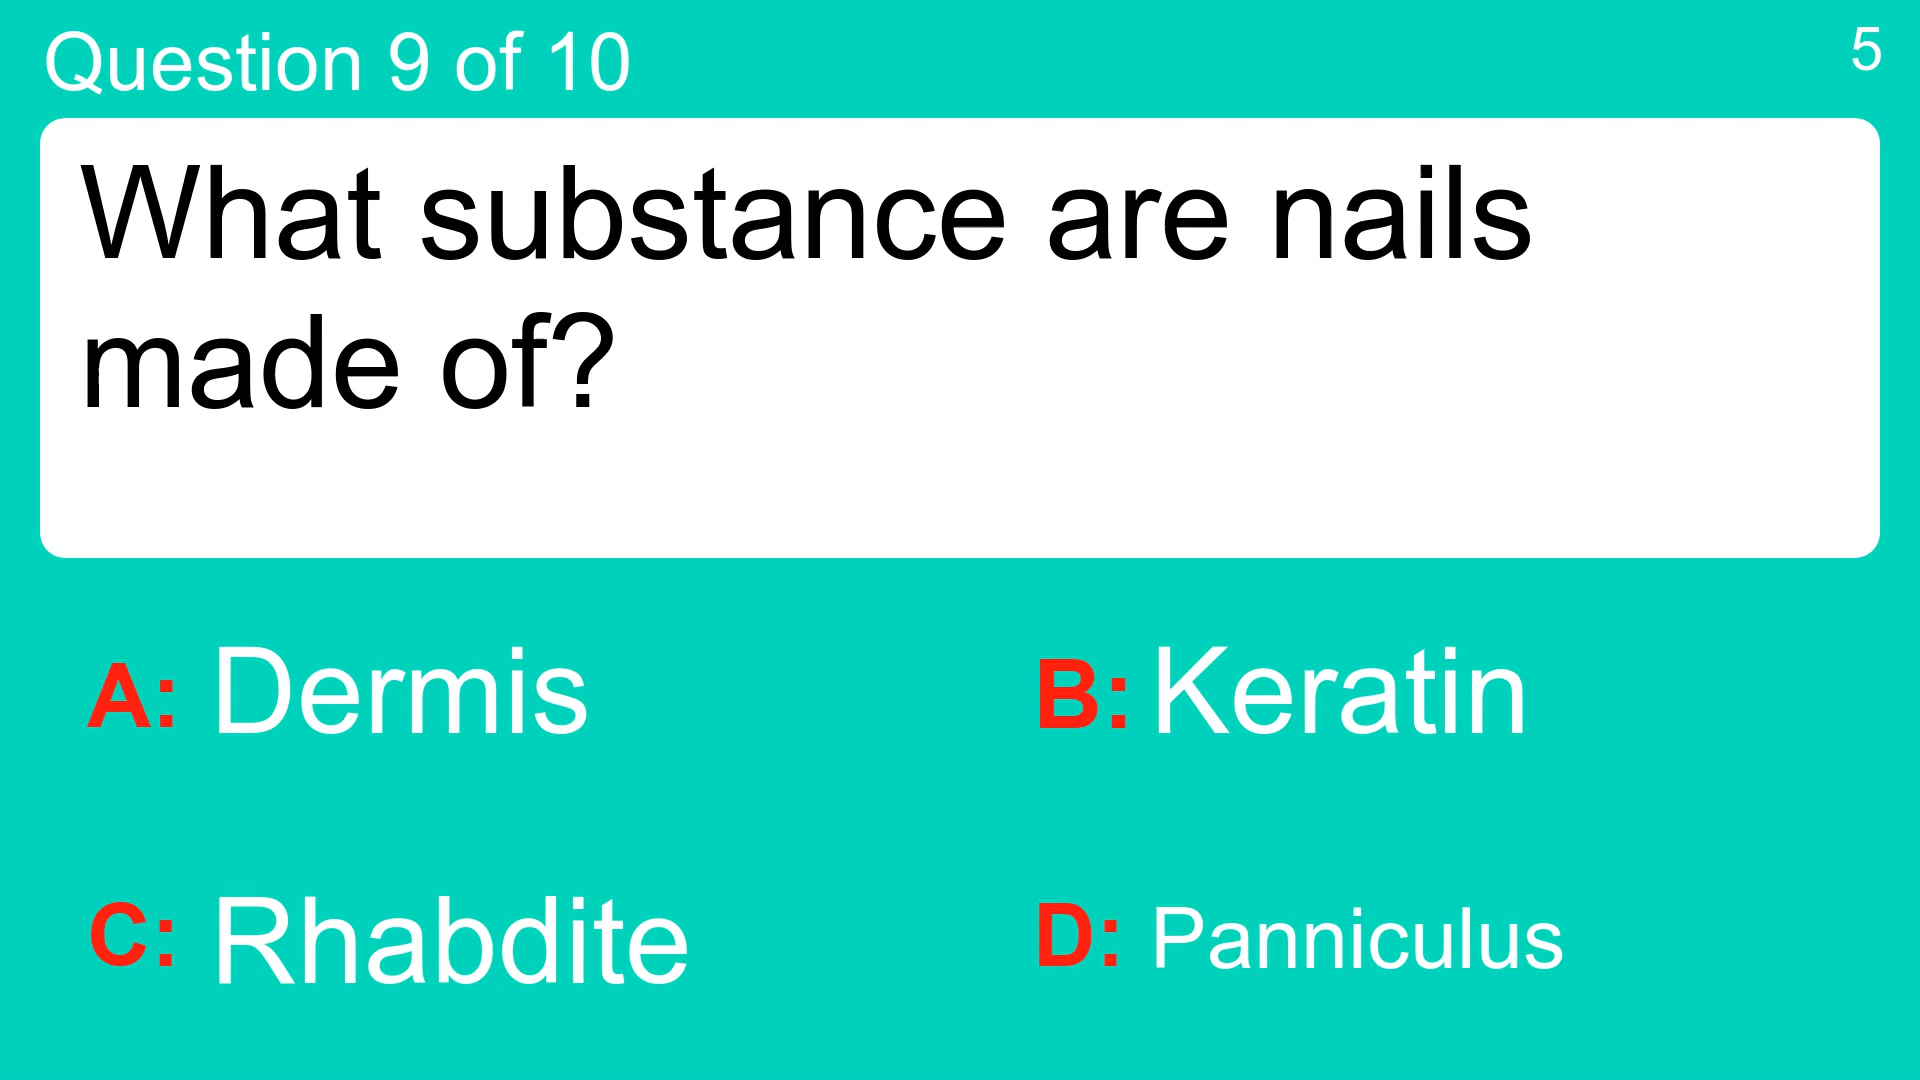 Question 9 of 10
5
What substance are nails
made of?
A: Dermis
B: Keratin
C: Rhabdite
D: Panniculus